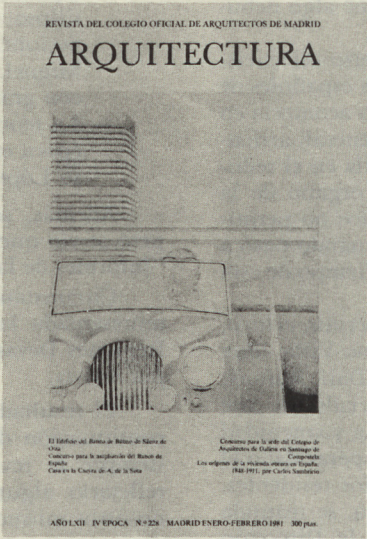 REVISTA DEL COLEGIO OFICIAL DE ARQUITECTOS DE MADRID
ARQUITECTURA
El Edificio del Banco de Bilbao de Sáenz de
Oiza
Concurso para la ampliación del Banco de
España
Casa en la Cuesta de A. de la Sota
Concurso para la sede del Colegio de
Arquitectos de Galicia en Santiago de
Compostela
Los orígenes de la vivienda obrera en España:
por Carlos Sambricio
AÑO LXII IV EPOCA N.º 228 MADRID ENERO-FEBRERO 1981 300 ptas.